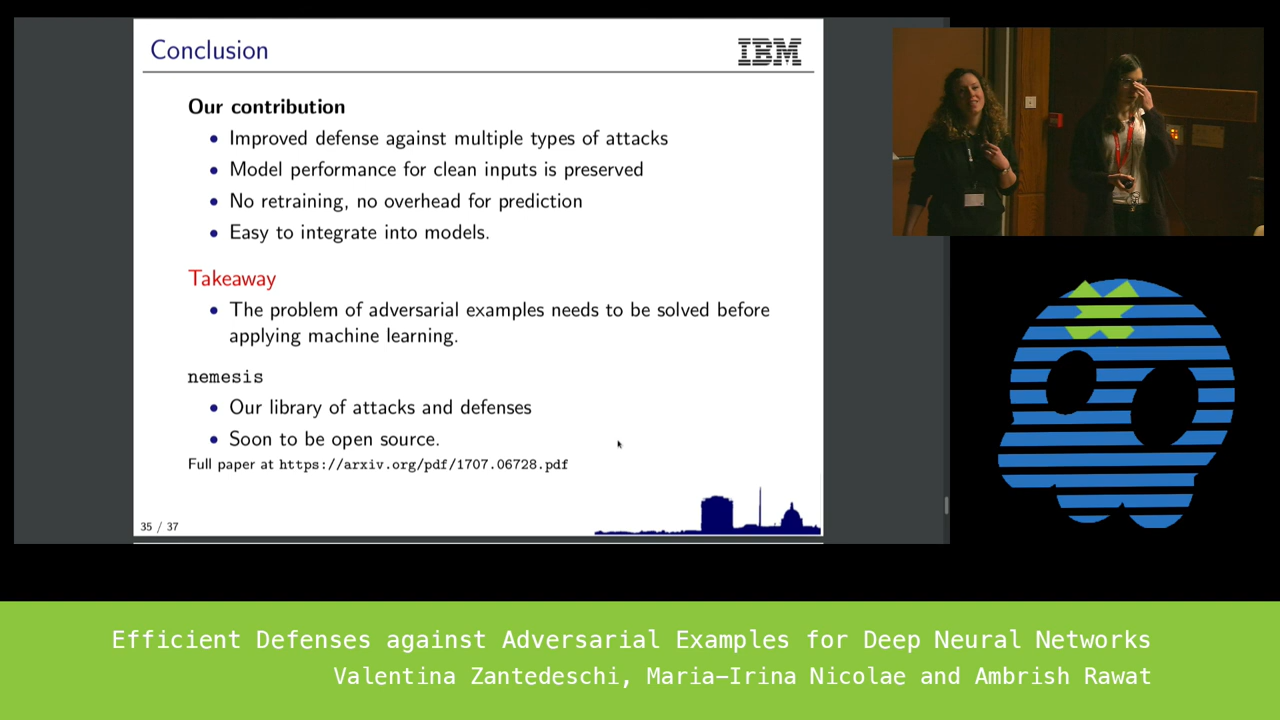 Conclusion
IBM
Our contribution
• Improved defense against multiple types of attacks
• Model performance for clean inputs is preserved
• No retraining, no overhead for prediction
• Easy to integrate into models.
Takeaway
• The problem of adversarial examples needs to be solved before
applying machine learning.
nemesis
• Our library of attacks and defenses
• Soon to be open source.
Full paper at https://arxiv.org/pdf/1707.06728.pdf
35 / 37
Efficient Defenses against Adversarial Examples for Deep Neural Networks
Valentina Zantedeschi, Maria-Irina Nicolae and Ambrish Rawat